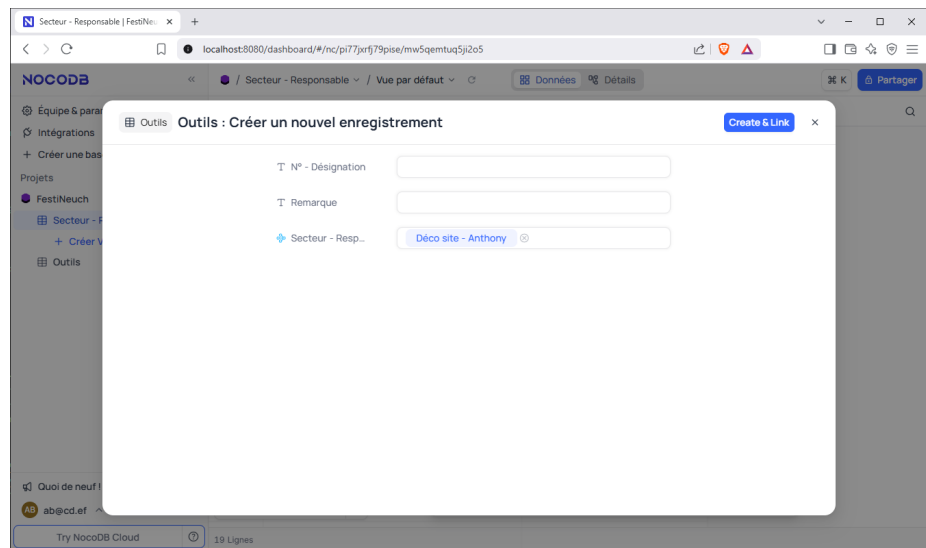 Secteur - Responsable | FestiNeu
localhost:8080/dashboard/#/nc/pi77jxrfj79pise/mw5qemtuq5ji2o5
NOCODB
/ Secteur - Responsable / Vue par défaut
Données
Détails
⌘ K
Partager
Équipe & para
Intégrations
+ Créer une bas
Projets
FestiNeuch
Secteur - R
+ Créer V
Outils
Outils
Outils : Créer un nouvel enregistrement
Create & Link
N° - Désignation
Remarque
Secteur - Resp...
Déco site - Anthony
Quoi de neuf !
AB ab@cd.ef
Try NocoDB Cloud
19 Lignes